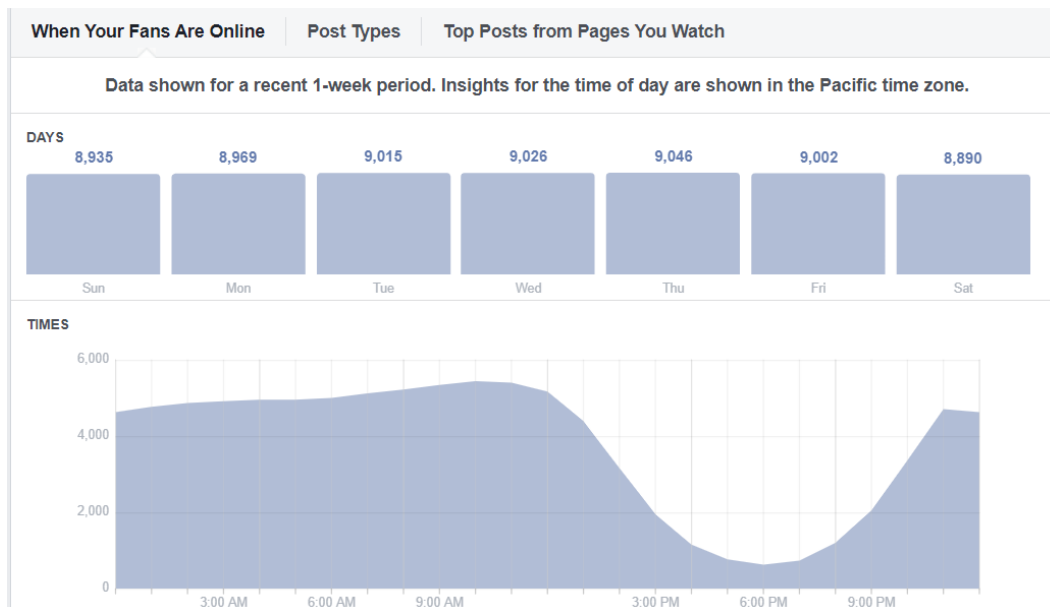 When Your Fans Are Online Post Types Top Posts from Pages You Watch
Data shown for a recent 1-week period. Insights for the time of day are shown in the Pacific time zone.
DAYS
8,935 8,969 9,015 9,026 9,046 9,002 8,890
Sun Mon Tue Wed Thu Fri Sat
TIMES
6,000
4,000
2,000
0
3:00 AM 6:00 AM 9:00 AM 3:00 PM 6:00 PM 9:00 PM